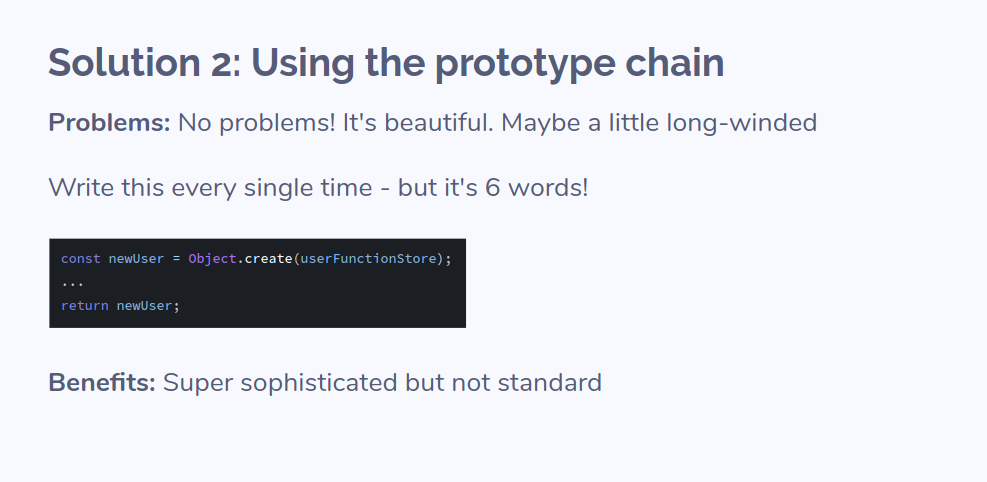 Solution 2: Using the prototype chain
Problems: No problems! It's beautiful. Maybe a little long-winded
Write this every single time - but it's 6 words!
const newUser = Object.create(userFunctionStore);
...
return newUser;
Benefits: Super sophisticated but not standard